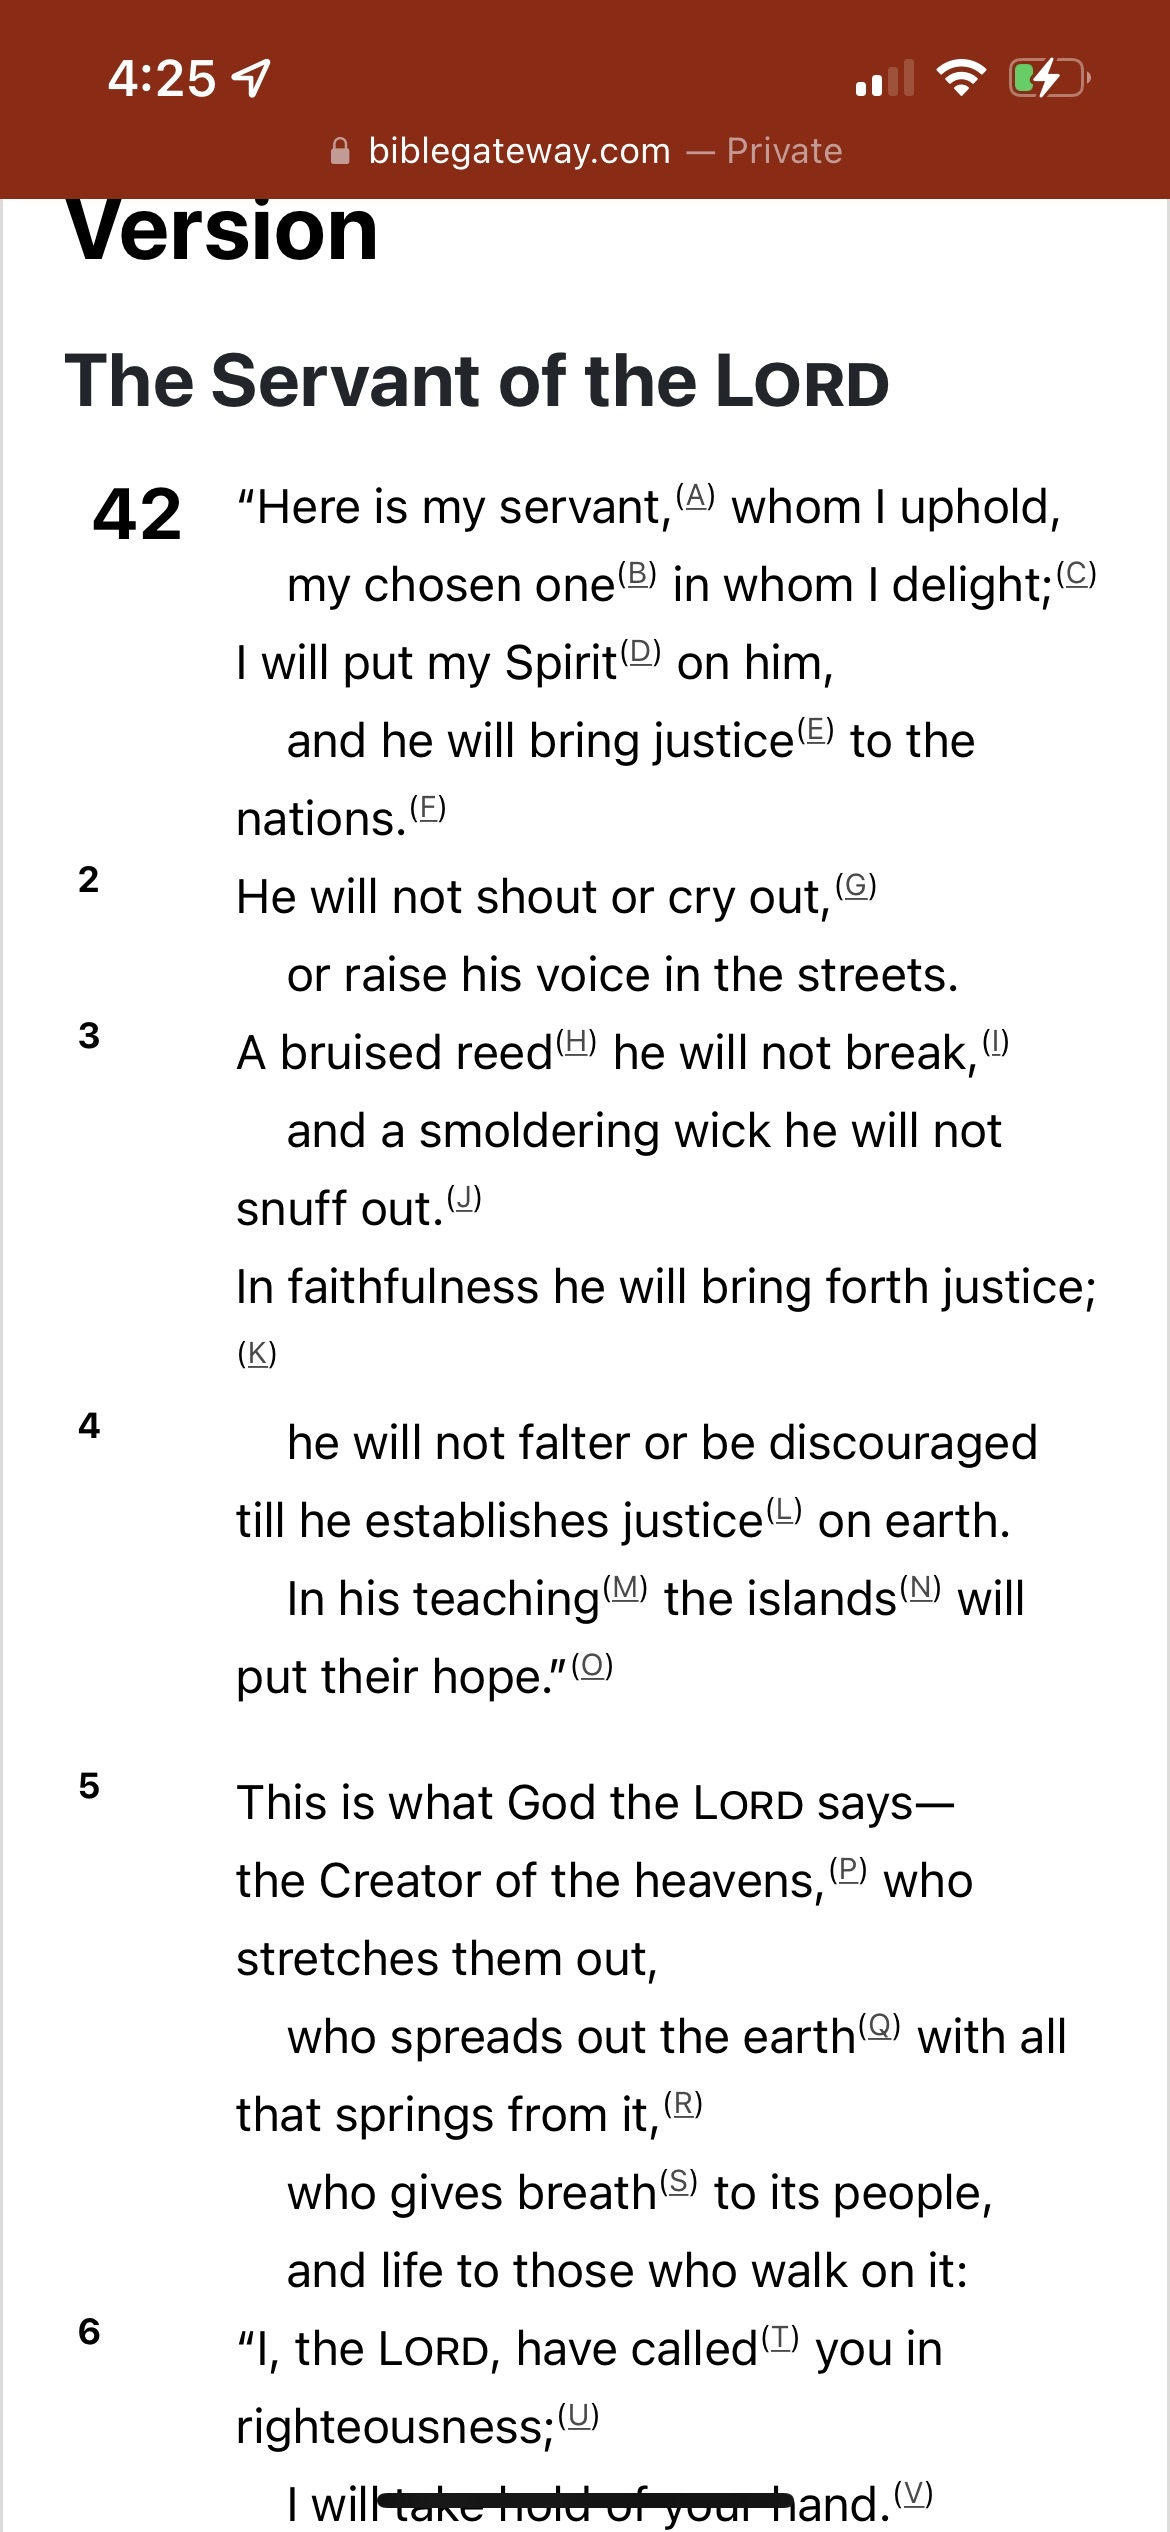 4:25
biblegateway.com — Private
Version
The Servant of the LORD
42 “Here is my servant,(A) whom I uphold,
my chosen one(B) in whom I delight;(C)
I will put my Spirit(D) on him,
and he will bring justice(E) to the
nations.(F)
2 He will not shout or cry out,(G)
or raise his voice in the streets.
3 A bruised reed(H) he will not break,(I)
and a smoldering wick he will not
snuff out.(J)
In faithfulness he will bring forth justice;
(K)
4 he will not falter or be discouraged
till he establishes justice(L) on earth.
In his teaching(M) the islands(N) will
put their hope.”(O)
5 This is what God the LORD says—
the Creator of the heavens,(P) who
stretches them out,
who spreads out the earth(Q) with all
that springs from it,(R)
who gives breath(S) to its people,
and life to those who walk on it:
6 “I, the LORD, have called(T) you in
righteousness;(U)
I will take hold of your hand.(V)